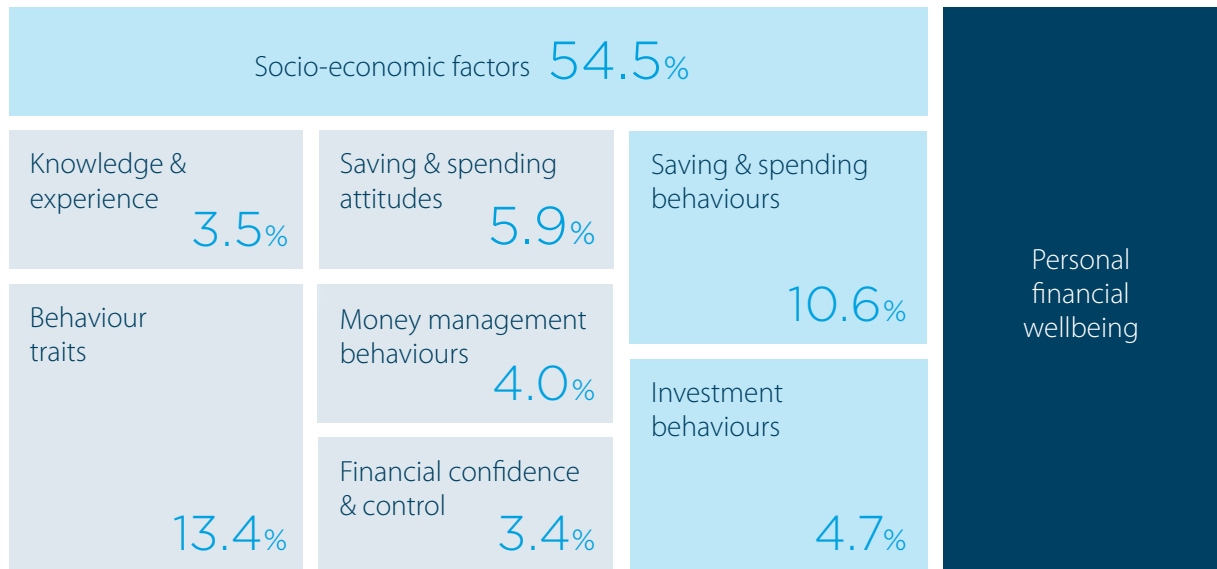 Socio-economic factors 54.5%
Knowledge &
experience
3.5%
Saving & spending
attitudes
5.9%
Saving & spending
behaviours
10.6%
Behaviour
traits
13.4%
Money management
behaviours
4.0%
Financial confidence
& control
3.4%
Investment
behaviours
4.7%
Personal
financial
wellbeing